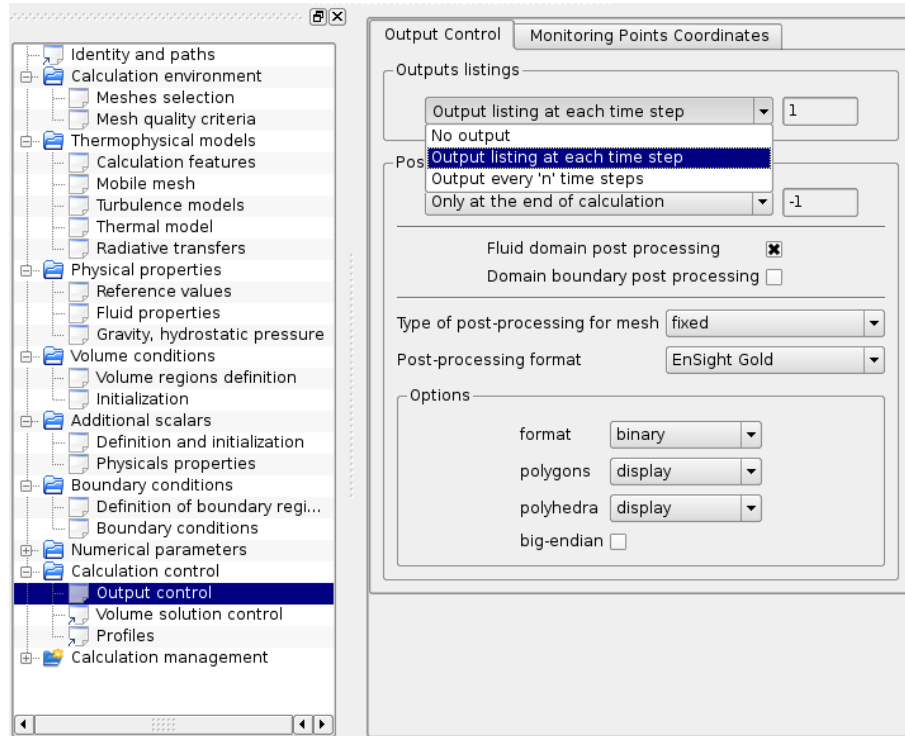 Identity and paths
Calculation environment
Meshes selection
Mesh quality criteria
Thermophysical models
Calculation features
Mobile mesh
Turbulence models
Thermal model
Radiative transfers
Physical properties
Reference values
Fluid properties
Gravity, hydrostatic pressure
Volume conditions
Volume regions definition
Initialization
Additional scalars
Definition and initialization
Physicals properties
Boundary conditions
Definition of boundary regi...
Boundary conditions
Numerical parameters
Calculation control
Output control
Volume solution control
Profiles
Calculation management
Output Control Monitoring Points Coordinates
Outputs listings
Output listing at each time step 1
No output
Output listing at each time step
Output every 'n' time steps
Pos
Only at the end of calculation -1
Fluid domain post processing
Domain boundary post processing
Type of post-processing for mesh fixed
Post-processing format EnSight Gold
Options
format binary
polygons display
polyhedra display
big-endian